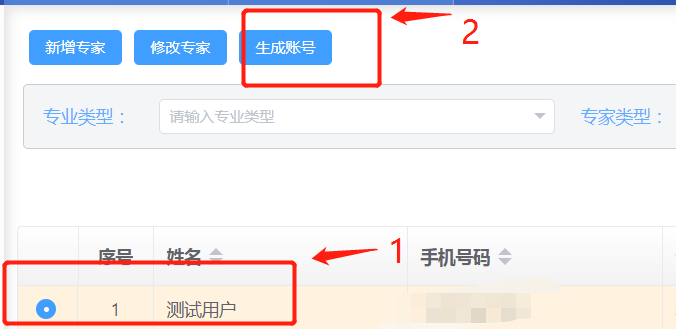 新增专家 修改专家 生成账号 2
专业类型： 请输入专业类型 专家类型：
1
序号 姓名 手机号码
1 测试用户